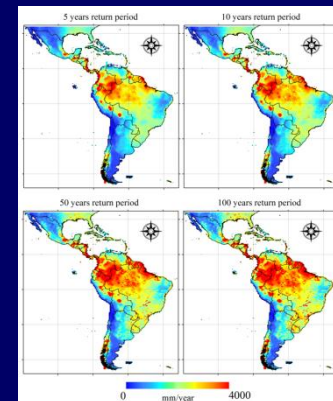 5 years return period
10 years return period
50 years return period
100 years return period
0
4000
mm/year